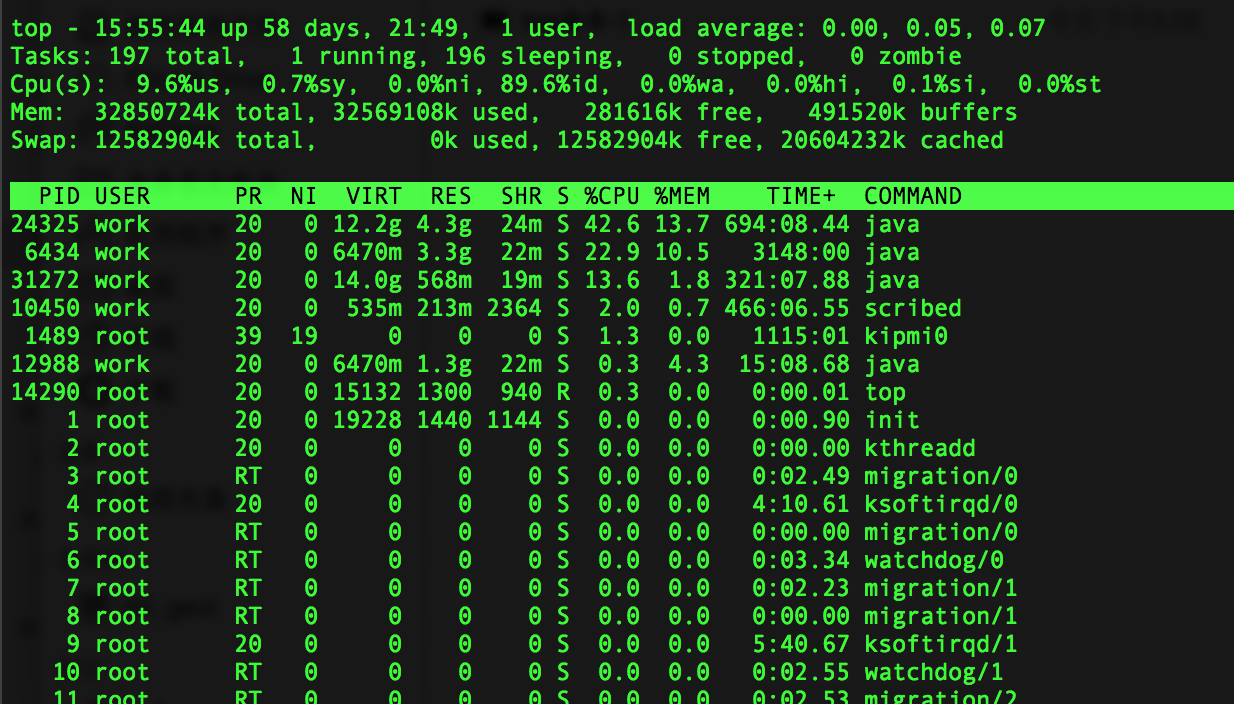 top - 15:55:44 up 58 days, 21:49,  1 user,  load average: 0.00, 0.05, 0.07
Tasks: 197 total,   1 running, 196 sleeping,   0 stopped,   0 zombie
Cpu(s):  9.6%us,  0.7%sy,  0.0%ni, 89.6%id,  0.0%wa,  0.0%hi,  0.1%si,  0.0%st
Mem:  32850724k total, 32569108k used,   281616k free,   491520k buffers
Swap: 12582904k total,        0k used, 12582904k free, 20604232k cached
  PID USER      PR  NI  VIRT  RES  SHR S %CPU %MEM    TIME+  COMMAND
24325 work      20   0 12.2g 4.3g  24m S 42.6 13.7 694:08.44 java
 6434 work      20   0 6470m 3.3g  22m S 22.9 10.5   3148:00 java
31272 work      20   0 14.0g 568m  19m S 13.6  1.8 321:07.88 java
10450 work      20   0  535m 213m 2364 S  2.0  0.7 466:06.55 scribed
 1489 root      39  19     0    0    0 S  1.3  0.0   1115:01 kipmi0
12988 work      20   0 6470m 1.3g  22m S  0.3  4.3  15:08.68 java
14290 root      20   0 15132 1300  940 R  0.3  0.0   0:00.01 top
    1 root      20   0 19228 1440 1144 S  0.0  0.0   0:00.90 init
    2 root      20   0     0    0    0 S  0.0  0.0   0:00.00 kthreadd
    3 root      RT   0     0    0    0 S  0.0  0.0   0:02.49 migration/0
    4 root      20   0     0    0    0 S  0.0  0.0   4:10.61 ksoftirqd/0
    5 root      RT   0     0    0    0 S  0.0  0.0   0:00.00 migration/0
    6 root      RT   0     0    0    0 S  0.0  0.0   0:03.34 watchdog/0
    7 root      RT   0     0    0    0 S  0.0  0.0   0:02.23 migration/1
    8 root      RT   0     0    0    0 S  0.0  0.0   0:00.00 migration/1
    9 root      20   0     0    0    0 S  0.0  0.0   5:40.67 ksoftirqd/1
   10 root      RT   0     0    0    0 S  0.0  0.0   0:02.55 watchdog/1
   11 root      RT   0     0    0    0 S  0.0  0.0   0:02.53 migration/2